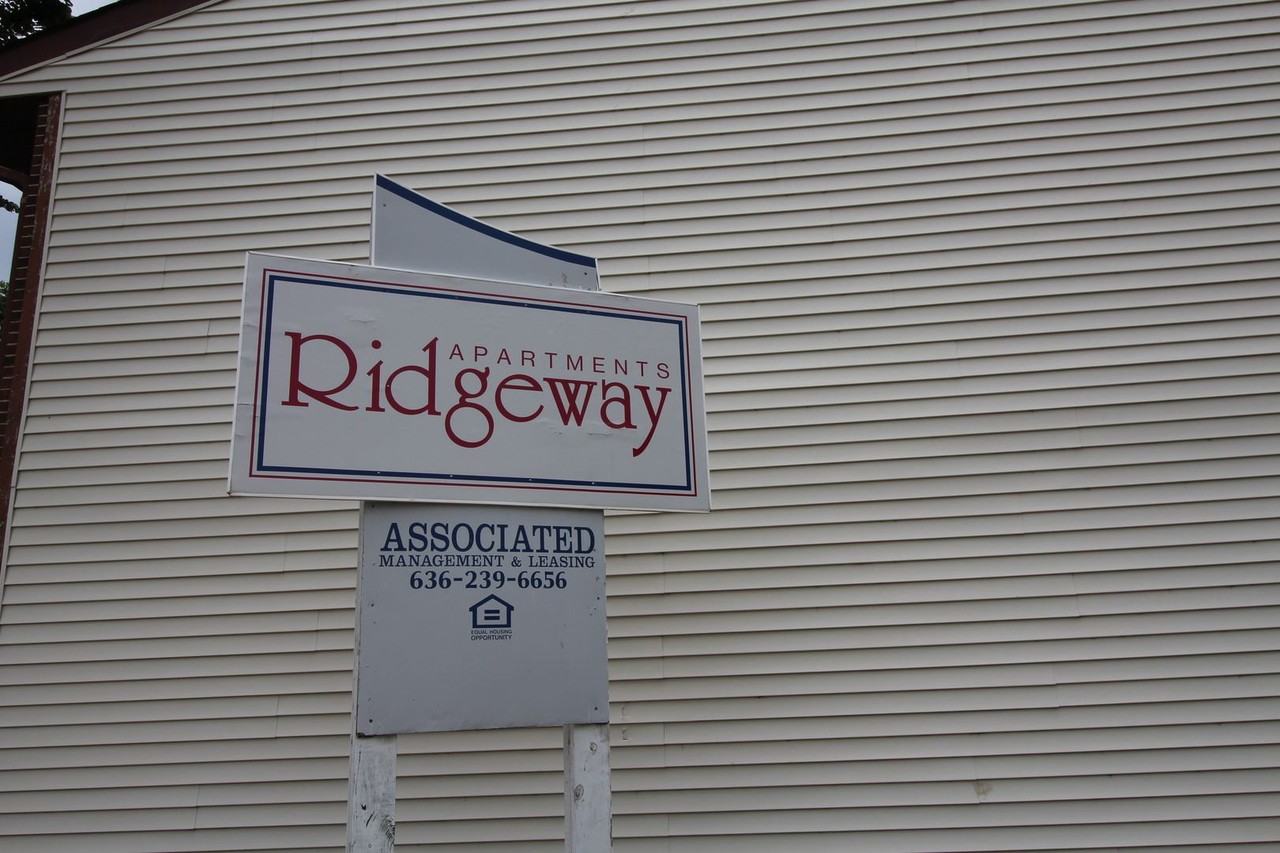 APARTMENTS
Ridgeway
ASSOCIATED
MANAGEMENT & LEASING
636-239-6656
EQUAL HOUSING
OPPORTUNITY